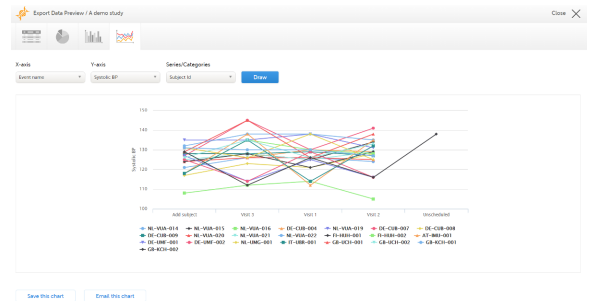 Export Data Preview / A demo study
Close
X-axis
Y-axis
Series/Categories
Event name
Systolic BP
Subject Id
Draw
150
140
130
120
110
100
Systolic BP
Add subject
Visit 3
Visit 1
Visit 2
Unscheduled
NL-VUA-014 NL-VUA-015 NL-VUA-016 DE-CUB-004 NL-VUA-019 DE-CUB-007 DE-CUB-008
DE-CUB-009 NL-VUA-020 NL-VUA-021 NL-VUA-022 FI-HUH-001 FI-HUH-002 AT-IMU-001
DE-UMF-001 DE-UMF-002 NL-UMG-001 IT-UBR-001 GB-UCH-001 GB-UCH-002 GB-KCH-001
GB-KCH-002
Save this chart
Email this chart